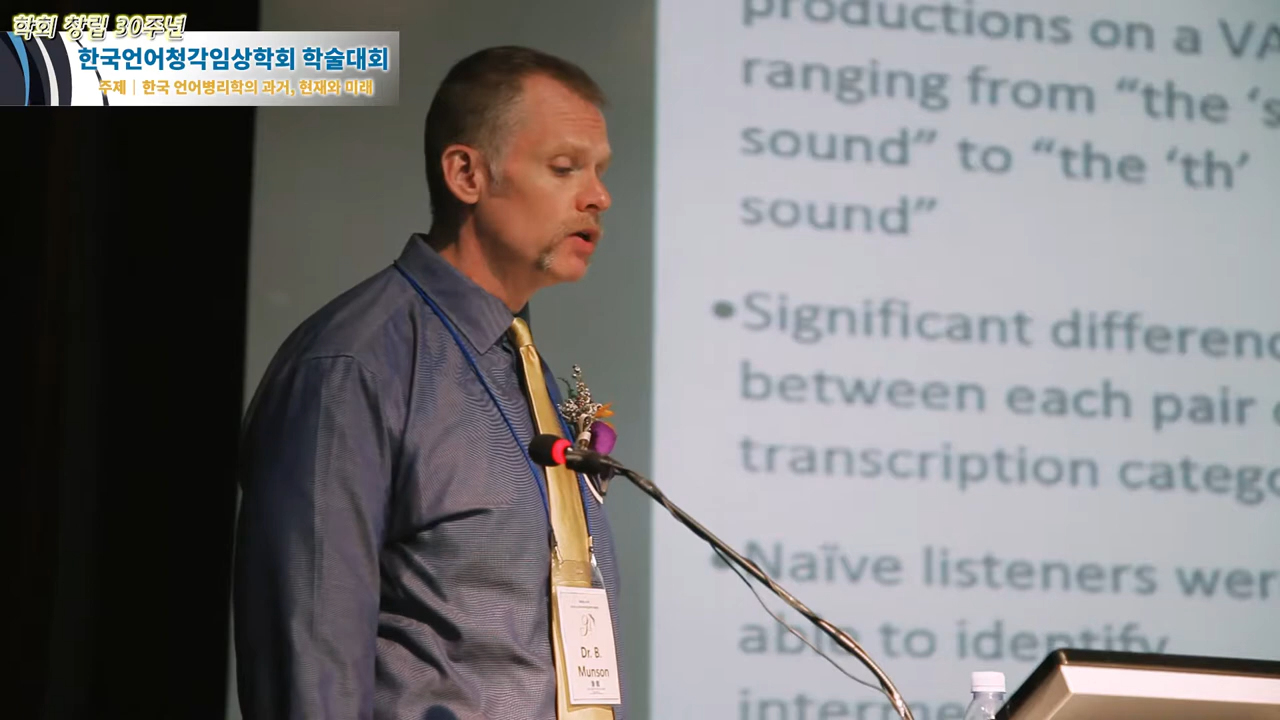 학회 창립 30주년
한국언어청각임상학회 학술대회
주제 | 한국 언어병리학의 과거, 현재와 미래
productions on a VA
ranging from “the ‘s
sound” to “the ‘th’
sound”
•Significant differenc
between each pair
transcription catego
•Naïve listeners wer
able to identify
interme
Dr. B.
Munson